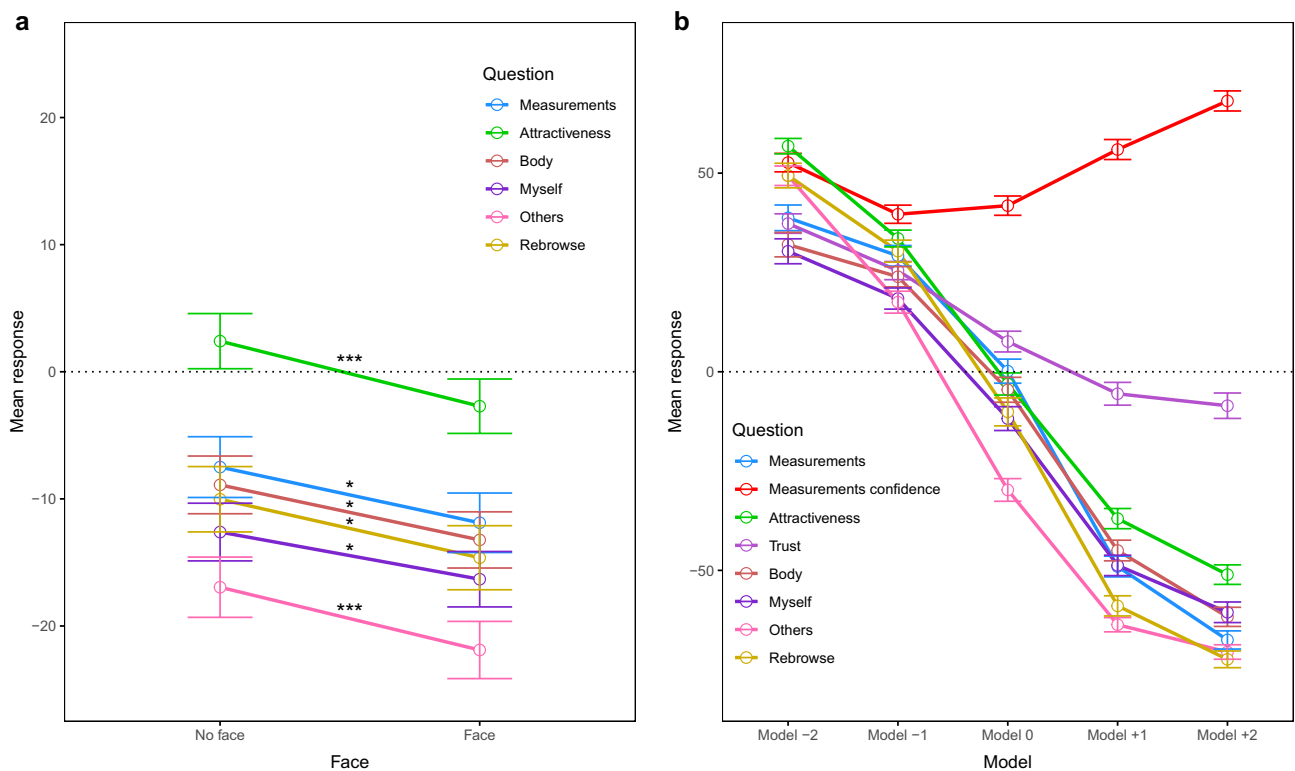 a
Mean response
20
10
0
−10
−20
Question
Measurements
Attractiveness
Body
Myself
Others
Rebrowse
***
*
*
*
*
***
No face
Face
Face
b
Mean response
50
0
−50
Question
Measurements
Measurements confidence
Attractiveness
Trust
Body
Myself
Others
Rebrowse
Model −2
Model −1
Model 0
Model +1
Model +2
Model